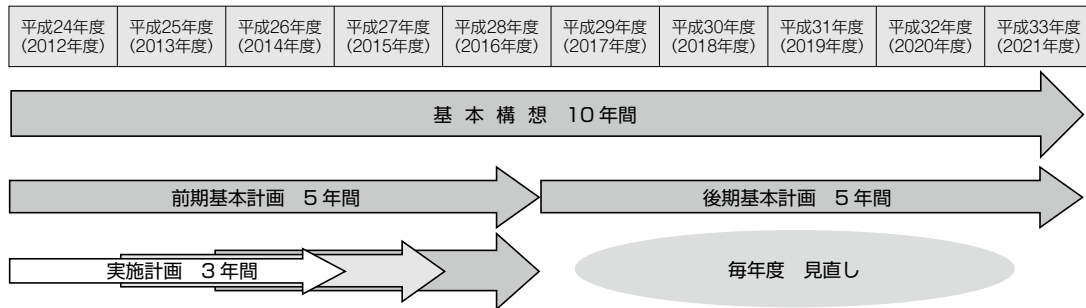 平成24年度 平成25年度 平成26年度 平成27年度 平成28年度 平成29年度 平成30年度 平成31年度 平成32年度 平成33年度
（2012年度） （2013年度） （2014年度） （2015年度） （2016年度） （2017年度） （2018年度） （2019年度） （2020年度） （2021年度）
基本構想 10年間
前期基本計画 5年間 後期基本計画 5年間
実施計画 3年間 毎年度 見直し